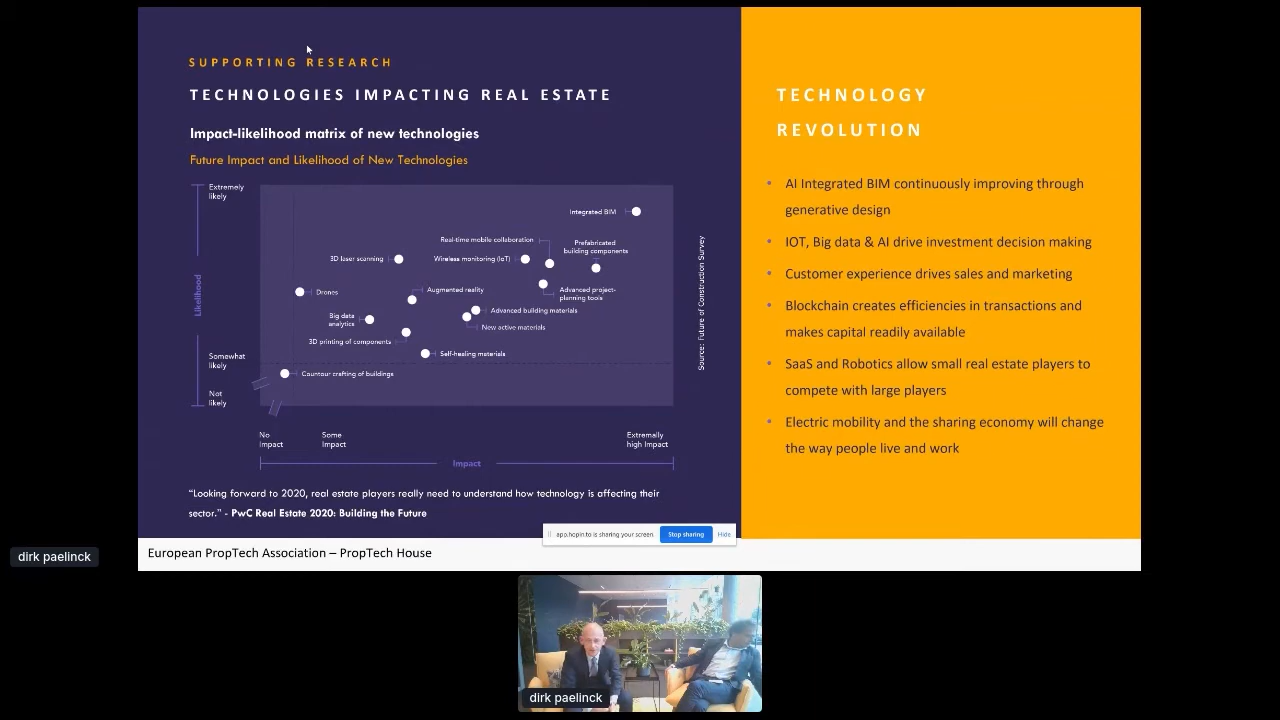 SUPPORTING RESEARCH
TECHNOLOGIES IMPACTING REAL ESTATE
Impact-likelihood matrix of new technologies
Future Impact and Likelihood of New Technologies
Extremely
likely
Likelihood
Somewhat
likely
Not
likely
Integrated BIM
Real-time mobile collaboration
Prefabricated
building components
3D laser scanning
Wireless monitoring (IoT)
Drones
Augmented reality
Advanced project-
planning tools
Big data
analytics
Advanced building materials
New active materials
3D printing of components
Self-healing materials
Countour crafting of buildings
No
Impact
Some
Impact
Extremally
high Impact
Impact
Source: Future of Construction Survey
“Looking forward to 2020, real estate players really need to understand how technology is affecting their
sector.” - PwC Real Estate 2020: Building the Future
TECHNOLOGY
REVOLUTION
• AI Integrated BIM continuously improving through
generative design
• IOT, Big data & AI drive investment decision making
• Customer experience drives sales and marketing
• Blockchain creates efficiencies in transactions and
makes capital readily available
• SaaS and Robotics allow small real estate players to
compete with large players
• Electric mobility and the sharing economy will change
the way people live and work
app.hopin.to is sharing your screen.
Stop sharing
Hide
European PropTech Association – PropTech House
dirk paelinck
dirk paelinck